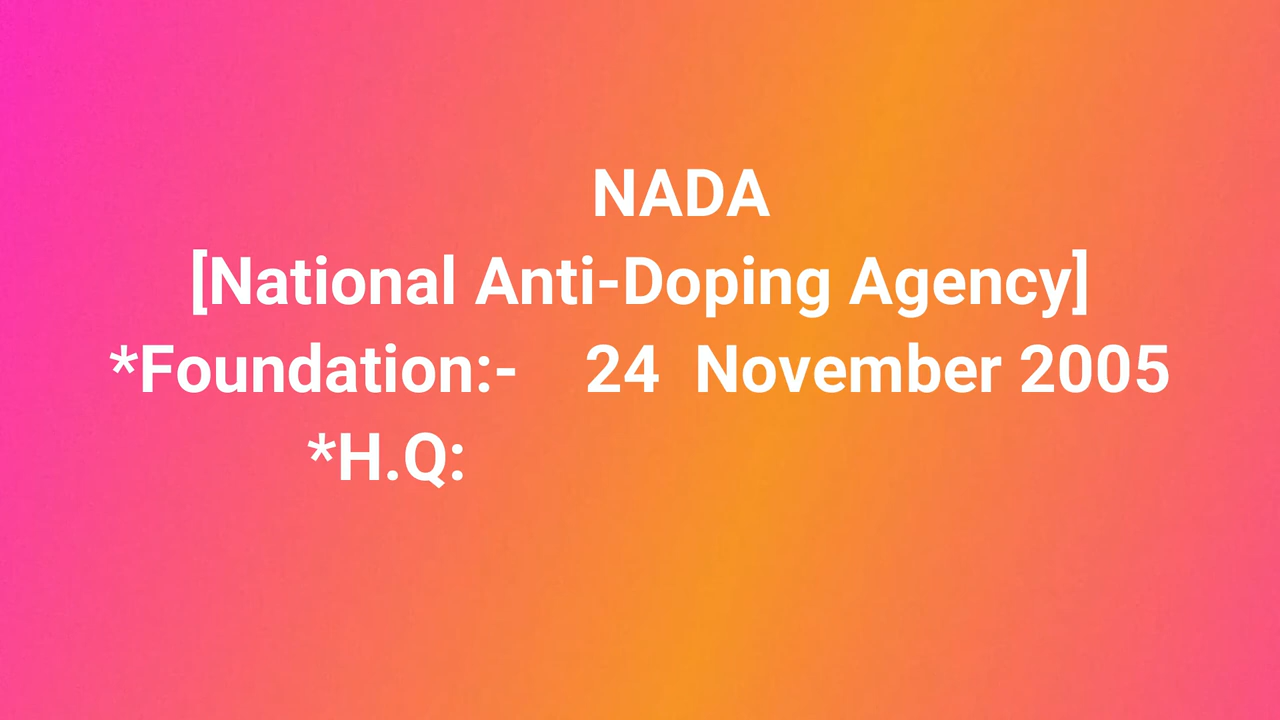 NADA
[National Anti-Doping Agency]
*Foundation:- 24 November 2005
*H.Q: